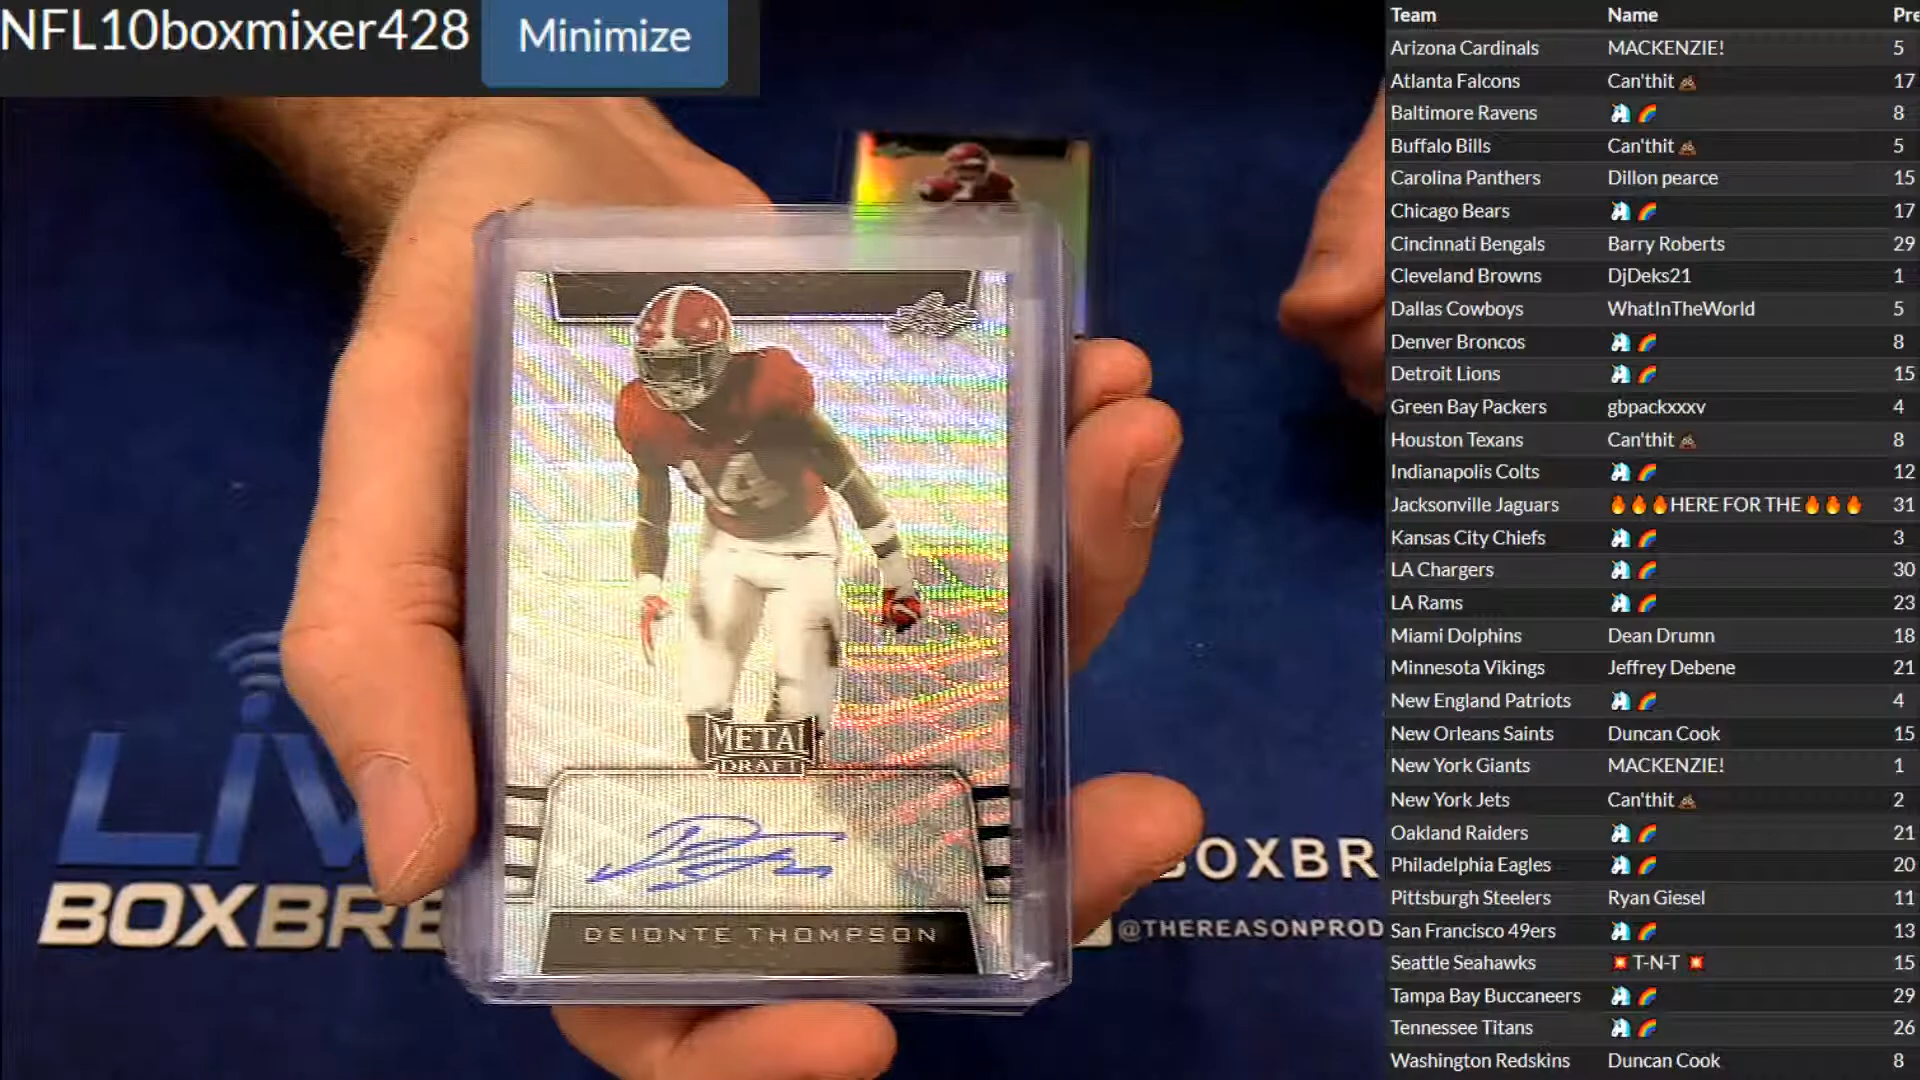 NFL10boxmixer428
Minimize
Team Name Pre
Arizona Cardinals MACKENZIE! 5
Atlanta Falcons Can'thit 💩 17
Baltimore Ravens 🦄 🌈 8
Buffalo Bills Can'thit 💩 5
Carolina Panthers Dillon pearce 15
Chicago Bears 🦄 🌈 17
Cincinnati Bengals Barry Roberts 29
Cleveland Browns DjDeks21 1
Dallas Cowboys WhatInTheWorld 5
Denver Broncos 🦄 🌈 8
Detroit Lions 🦄 🌈 15
Green Bay Packers gbpackxxxv 4
Houston Texans Can'thit 💩 8
Indianapolis Colts 🦄 🌈 12
Jacksonville Jaguars 🔥🔥🔥HERE FOR THE🔥🔥🔥 31
Kansas City Chiefs 🦄 🌈 3
LA Chargers 🦄 🌈 30
LA Rams 🦄 🌈 23
Miami Dolphins Dean Drumn 18
Minnesota Vikings Jeffrey Debene 21
New England Patriots 🦄 🌈 4
New Orleans Saints Duncan Cook 15
New York Giants MACKENZIE! 1
New York Jets Can'thit 💩 2
Oakland Raiders 🦄 🌈 21
Philadelphia Eagles 🦄 🌈 20
Pittsburgh Steelers Ryan Giesel 11
San Francisco 49ers 🦄 🌈 13
Seattle Seahawks 💥 T-N-T 💥 15
Tampa Bay Buccaneers 🦄 🌈 29
Tennessee Titans 🦄 🌈 26
Washington Redskins Duncan Cook 8
14
METAL
DRAFT
DEIONTE THOMPSON
LIV
BOXBRE
BOXBR
@THEREASONPROD